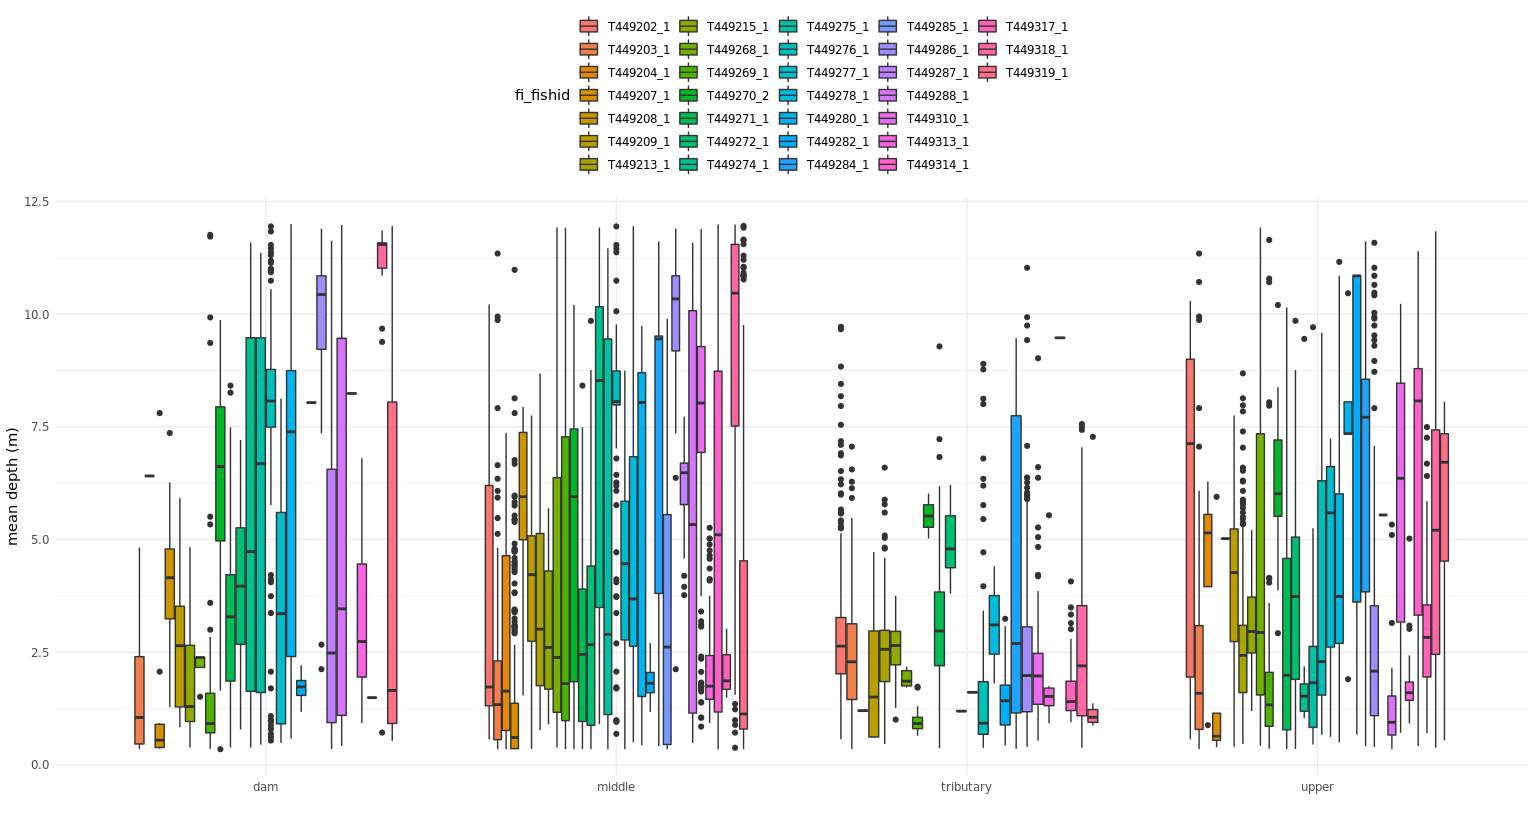 T449202_1 T449215_1 T449275_1 T449285_1 T449317_1
T449203_1 T449268_1 T449276_1 T449286_1 T449318_1
T449204_1 T449269_1 T449277_1 T449287_1 T449319_1
fi_fishid T449207_1 T449270_2 T449278_1 T449288_1
T449208_1 T449271_1 T449280_1 T449310_1
T449209_1 T449272_1 T449282_1 T449313_1
T449213_1 T449274_1 T449284_1 T449314_1
12.5
10.0
7.5
5.0
2.5
0.0
mean depth (m)
dam middle tributary upper